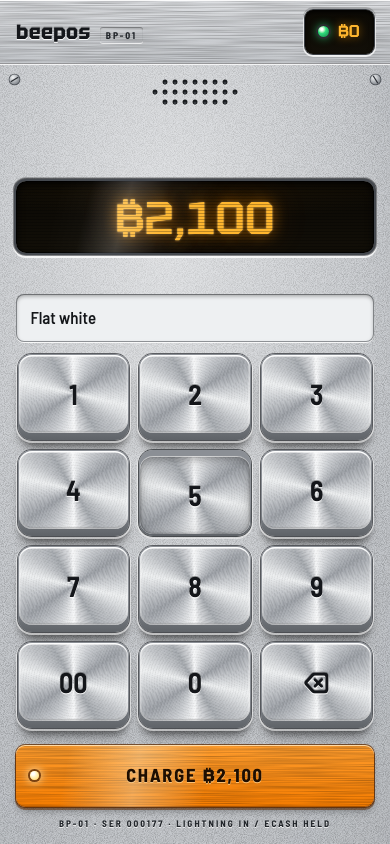 beepos BP-01 ₿0
₿2,100
Flat white
1 2 3
4 5 6
7 8 9
00 0
CHARGE ₿2,100
BP-01 · SER 000177 · LIGHTNING IN / ECASH HELD